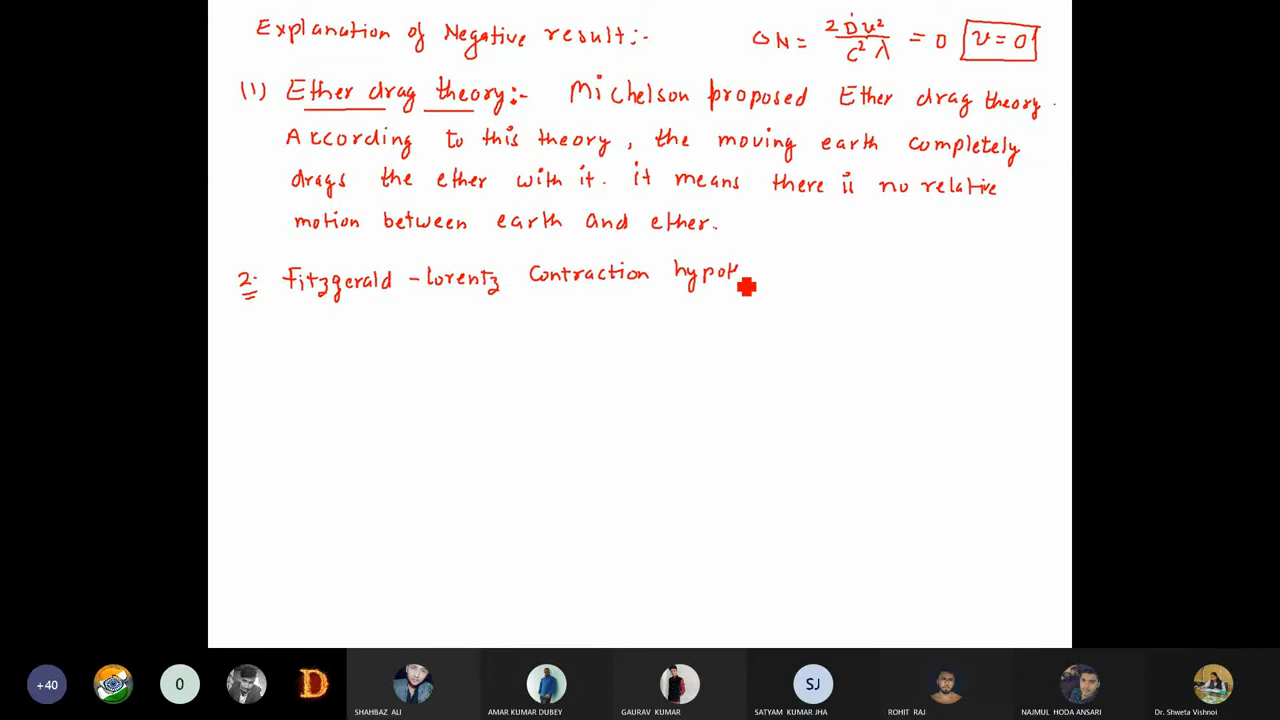 Explanation of Negative result:- ΔN = 2Dv²/c²λ = 0 v = 0
(1) Ether drag theory:- Michelson proposed Ether drag theory.
According to this theory, the moving earth completely
drags the ether with it. it means there is no relative
motion between earth and ether.
2. Fitzgerald - Lorentz Contraction hypot
+40 0 D SJ
SHAHBAZ ALI AMAR KUMAR DUBEY GAURAV KUMAR SATYAM KUMAR JHA ROHIT RAJ NAJMUL HODA ANSARI Dr. Shweta Vishnoi